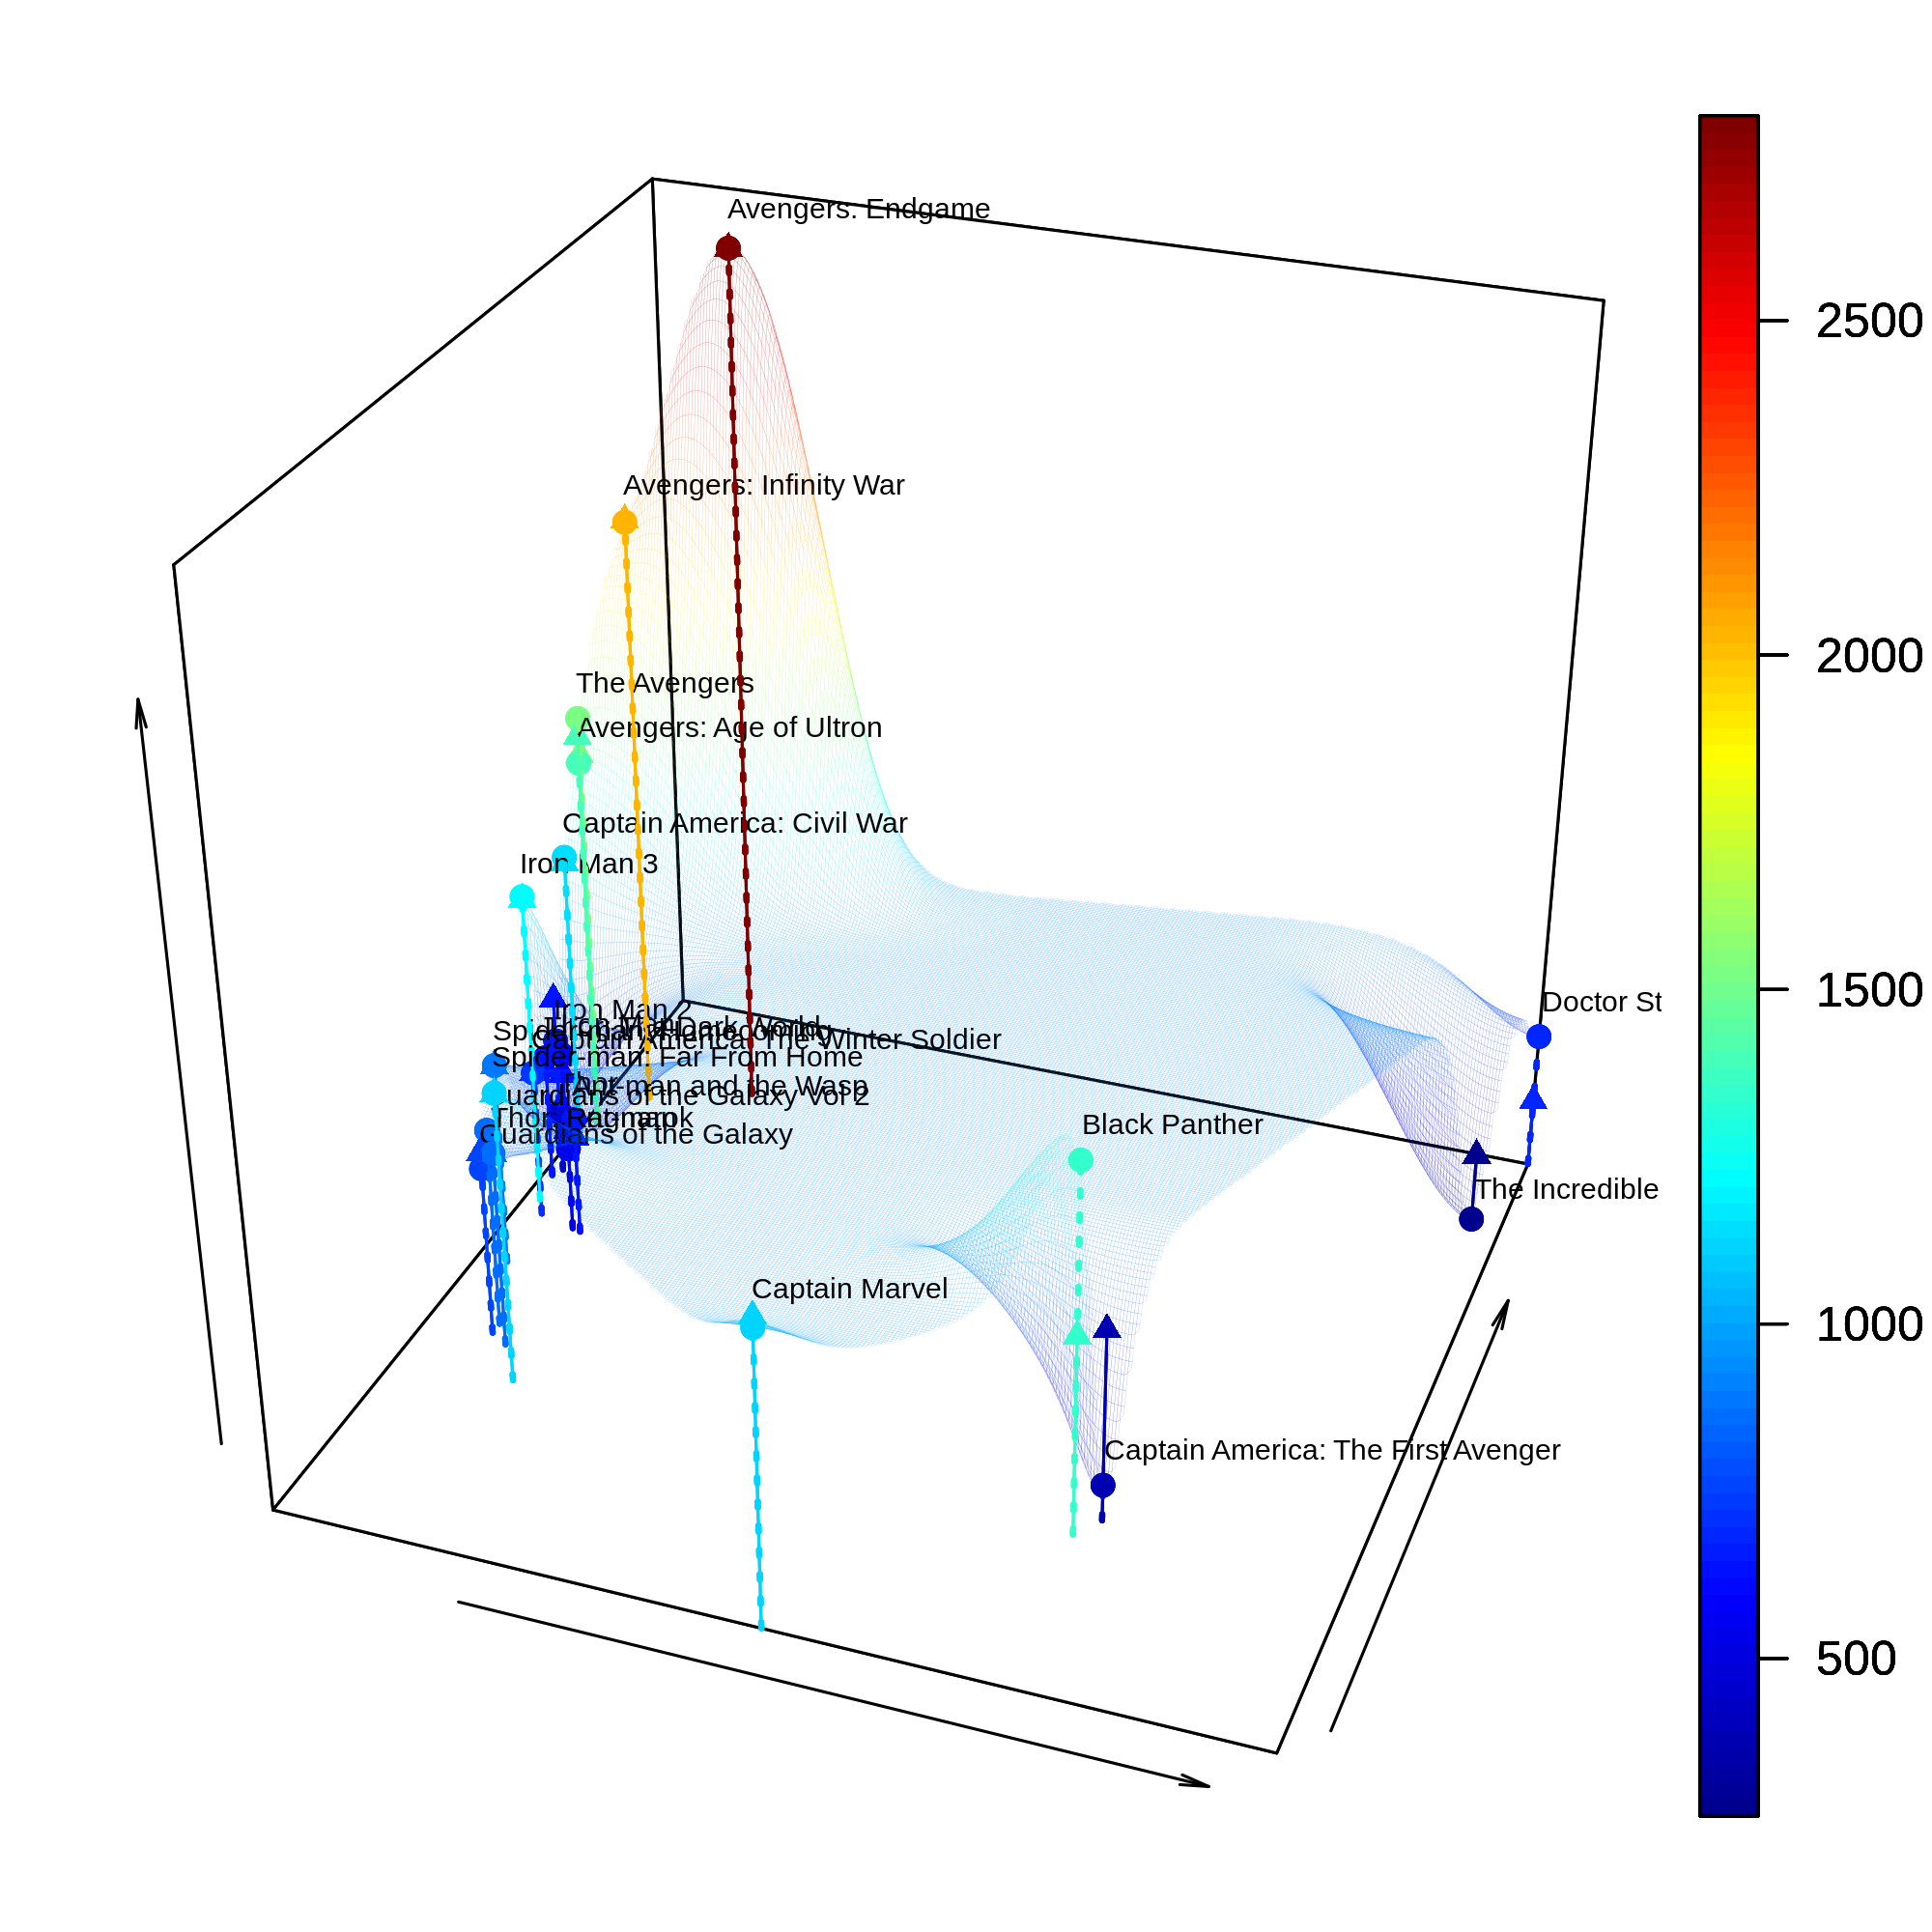 Avengers: Endgame
2500
Avengers: Infinity War
2000
The Avengers
Avengers: Age of Ultron
Captain America: Civil War
Iron Man 3
1500
Doctor St
Iron Man 2
Captain America: The Winter Soldier
Spider-man: Far From Home
Ant-man and the Wasp
Guardians of the Galaxy Vol 2
Thor: Ragnarok
Black Panther
Guardians of the Galaxy
The Incredible
Captain Marvel
1000
Captain America: The First Avenger
500